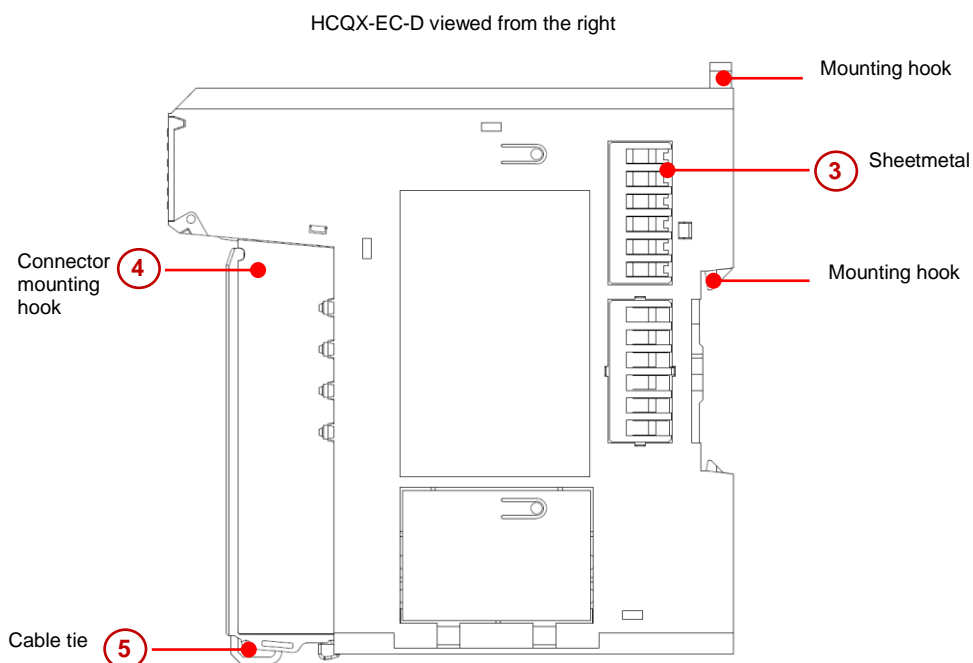 HCQX-EC-D viewed from the right
Mounting hook
3 Sheetmetal
Connector
mounting
hook
4
Mounting hook
Cable tie 5